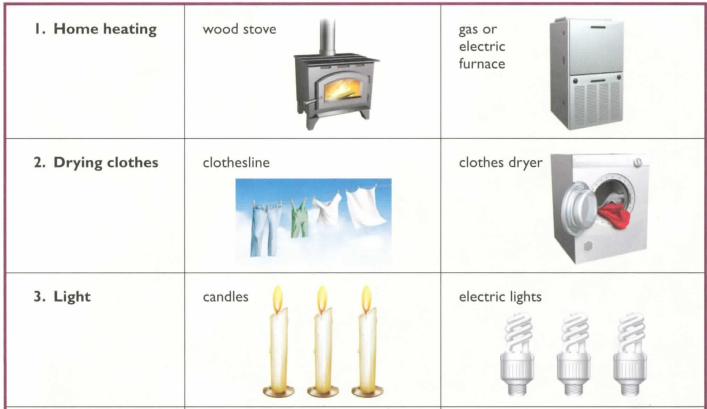 1. Home heating
wood stove
gas or
electric
furnace
2. Drying clothes
clothesline
clothes dryer
3. Light
candles
electric lights